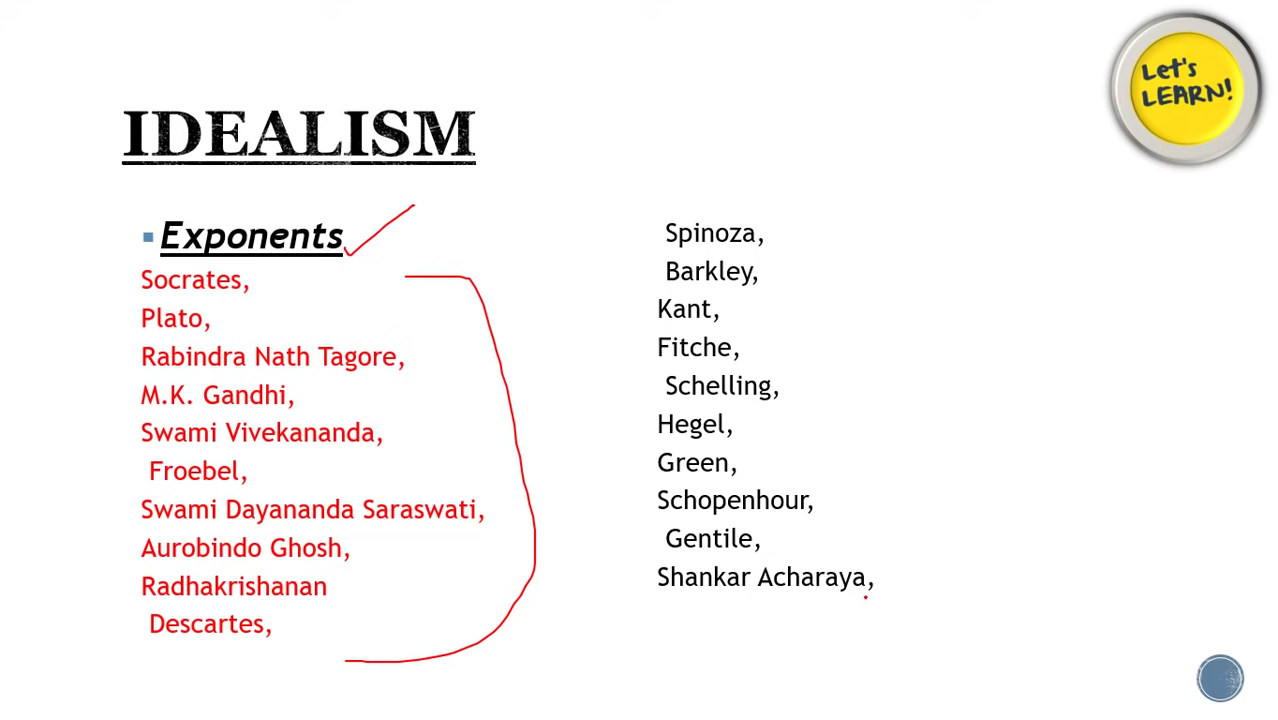 Let's
LEARN!
IDEALISM
Exponents
Socrates,
Plato,
Rabindra Nath Tagore,
M.K. Gandhi,
Swami Vivekananda,
Froebel,
Swami Dayananda Saraswati,
Aurobindo Ghosh,
Radhakrishanan
Descartes,
Spinoza,
Barkley,
Kant,
Fitche,
Schelling,
Hegel,
Green,
Schopenhour,
Gentile,
Shankar Acharaya,